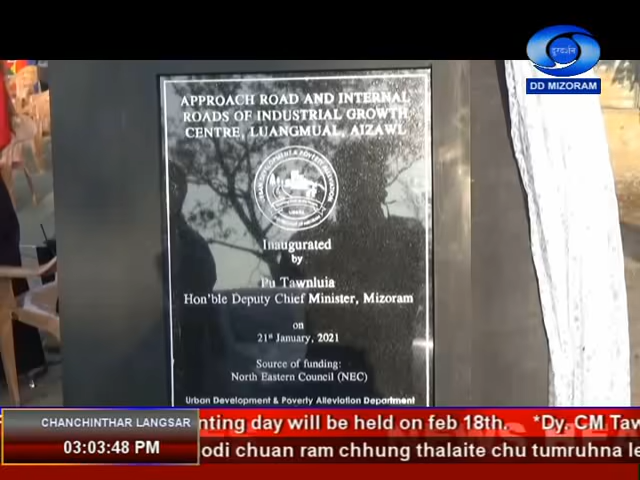 दूरदर्शन
DD MIZORAM
APPROACH ROAD AND INTERNAL
ROADS OF INDUSTRIAL GROWTH
CENTRE, LUANGMUAL, AIZAWL
Inaugurated
by
Pu Tawnluia
Hon'ble Deputy Chief Minister, Mizoram
on
21st January, 2021
Source of funding:
North Eastern Council (NEC)
Urban Development & Poverty Alleviation Department
CHANCHINTHAR LANGSAR
03:03:48 PM
nting day will be held on feb 18th. *Dy. CM Taw
odi chuan ram chhung thalaite chu tumruhna le